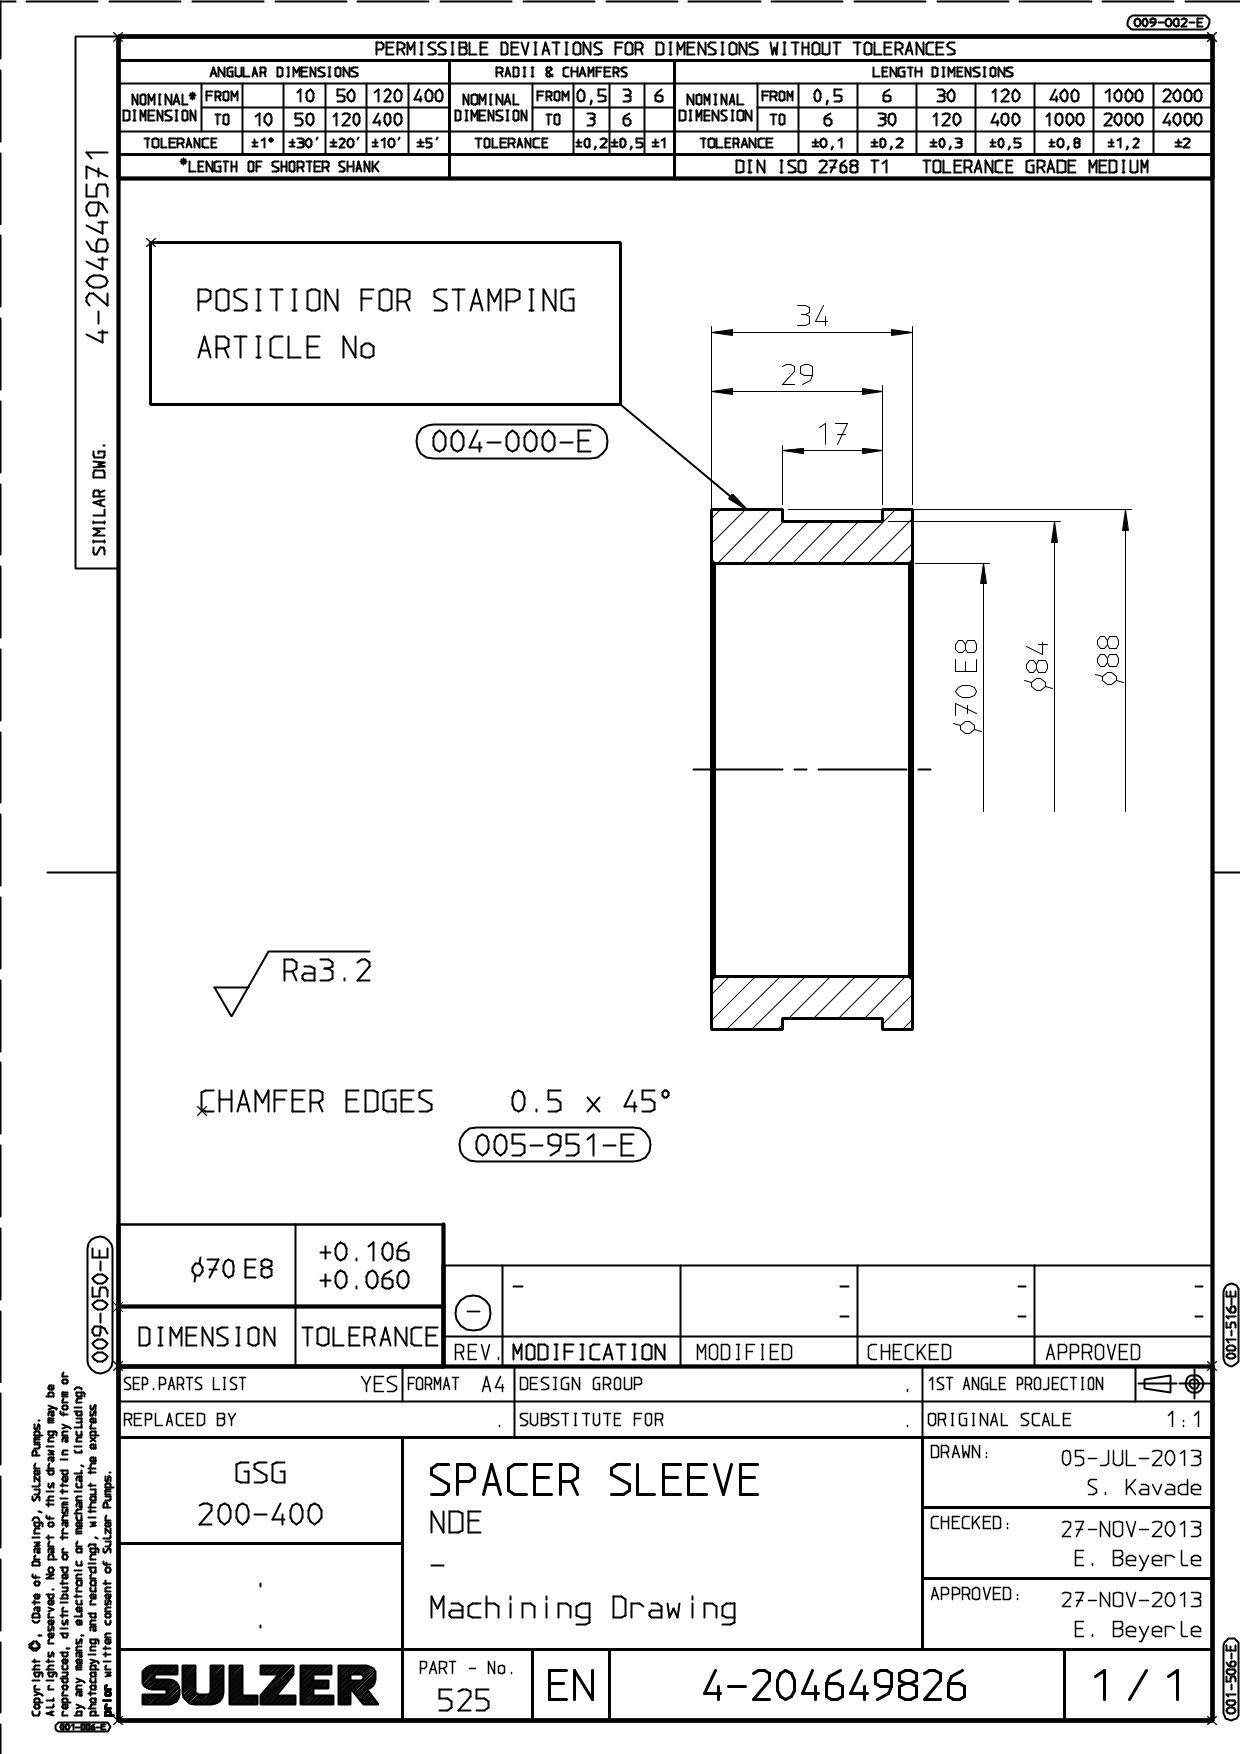 009-002-E
PERMISSIBLE DEVIATIONS FOR DIMENSIONS WITHOUT TOLERANCES
ANGULAR DIMENSIONS RADII & CHAMFERS LENGTH DIMENSIONS
NOMINAL* DIMENSION FROM 10 50 120 400 NOMINAL DIMENSION FROM 0,5 3 6 NOMINAL DIMENSION FROM 0,5 6 30 120 400 1000 2000
TO 10 50 120 400 TO 3 6 TO 6 30 120 400 1000 2000 4000
TOLERANCE ±1° ±30' ±20' ±10' ±5' TOLERANCE ±0,2 ±0,5 ±1 TOLERANCE ±0,1 ±0,2 ±0,3 ±0,5 ±0,8 ±1,2 ±2
*LENGTH OF SHORTER SHANK DIN ISO 2768 T1 TOLERANCE GRADE MEDIUM
SIMILAR DWG. 4-204649571
POSITION FOR STAMPING
ARTICLE No
004-000-E
34
29
17
ϕ70 E8
ϕ84
ϕ88
Ra3.2
CHAMFER EDGES 0.5 x 45°
005-951-E
009-050-E
ϕ70 E8 +0.106
+0.060
DIMENSION TOLERANCE
- - - -
- - - -
REV. MODIFICATION MODIFIED CHECKED APPROVED
001-516-E
SEP.PARTS LIST YES FORMAT A4 DESIGN GROUP . 1ST ANGLE PROJECTION
REPLACED BY . SUBSTITUTE FOR . ORIGINAL SCALE 1:1
GSG
200-400
SPACER SLEEVE
NDE
-
Machining Drawing
DRAWN: 05-JUL-2013
S. Kavade
CHECKED: 27-NOV-2013
E. Beyerle
APPROVED: 27-NOV-2013
E. Beyerle
SULZER
PART - No.
525
EN
4-204649826
1 / 1
001-506-E
Copyright ©, (Date of Drawing), Sulzer Pumps.
All rights reserved. No part of this drawing may be
reproduced, distributed or transmitted in any form or
by any means, electronic or mechanical, (including)
photocopying and recording), without the express
prior written consent of Sulzer Pumps.
001-006-E